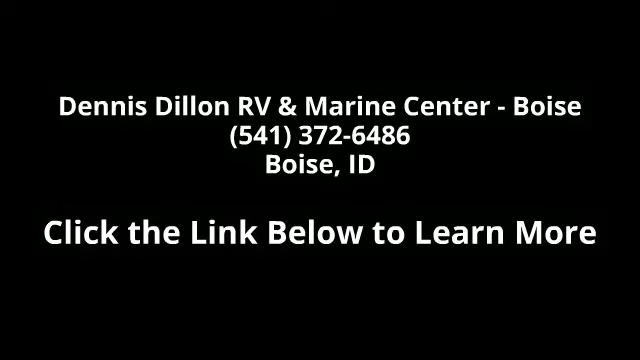 Dennis Dillon RV & Marine Center - Boise
(541) 372-6486
Boise, ID
Click the Link Below to Learn More